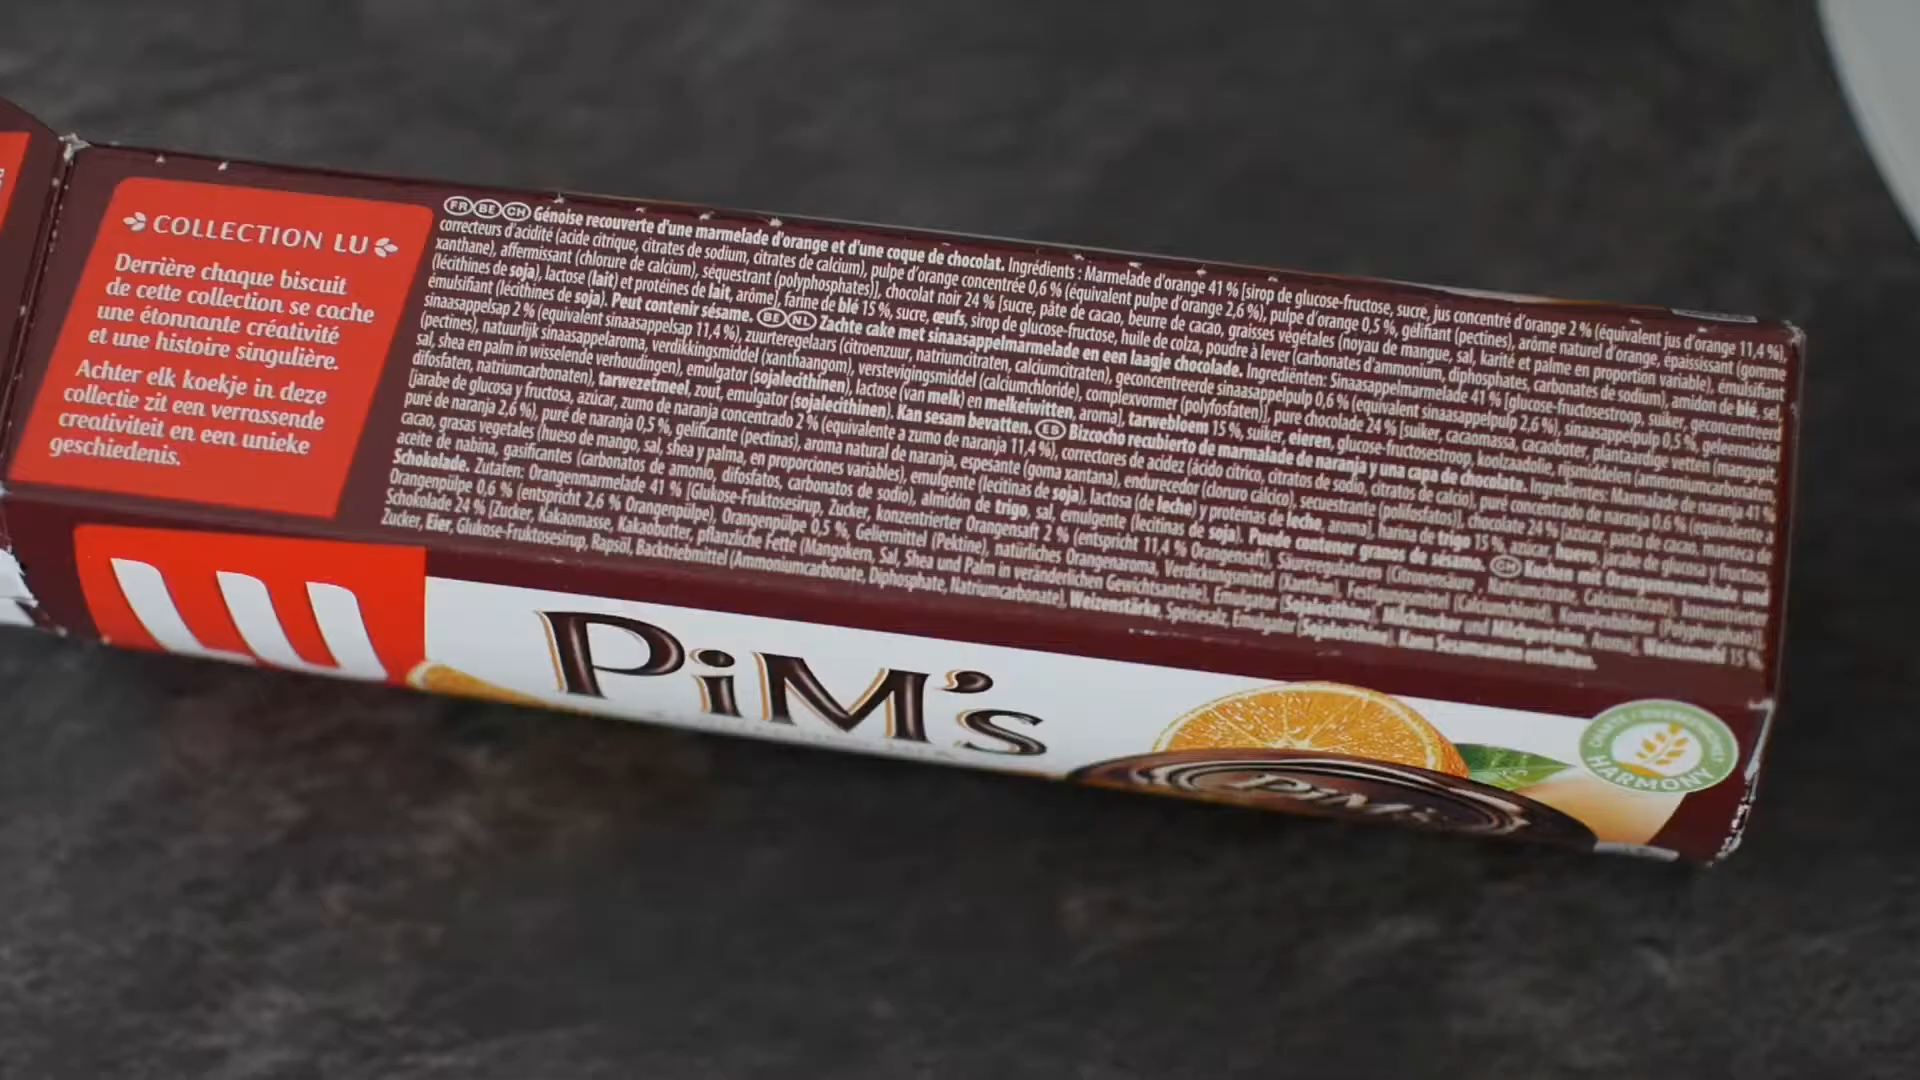 COLLECTION LU
Derrière chaque biscuit
de cette collection se cache
une étonnante créativité
et une histoire singulière.
Achter elk koekje in deze
collectie zit een verrassende
creativiteit en een unieke
geschiedenis.
FR BE CH Génoise recouverte d'une marmelade d'orange et d'une coque de chocolat. Ingrédients : Marmelade d'orange 41 % [sirop de glucose-fructose, sucre, jus concentré d'orange 2 % (équivalent jus d'orange 11,4 %),
correcteurs d'acidité (acide citrique, citrates de sodium, citrates de calcium), pulpe d'orange concentrée 0,6 % (équivalent pulpe d'orange 2,6 %), pulpe d'orange 0,5 %, gélifiant (pectines), arôme naturel d'orange, épaississant (gomme
xanthane), affermissant (chlorure de calcium), séquestrant (polyphosphates)], chocolat noir 24 % [sucre, pâte de cacao, beurre de cacao, graisses végétales (noyau de mangue, sal, karité et palme en proportion variable), émulsifiant
(lécithines de soja), lactose (lait) et protéines de lait, arôme], farine de blé 15 %, sucre, œufs, sirop de glucose-fructose, huile de colza, poudre à lever (carbonates d'ammonium, diphosphates, carbonates de sodium), amidon de blé, sel,
émulsifiant (lécithines de soja). Peut contenir sésame. BE NL Zachte cake met sinaasappelmarmelade en een laagje chocolade. Ingrediënten: Sinaasappelmarmelade 41 % [glucose-fructosestroop, suiker, geconcentreerd
sinaasappelsap 2 % (equivalent sinaasappelsap 11,4 %), zuurteregelaars (citroenzuur, natriumcitraten, calciumcitraten), geconcentreerde sinaasappelpulp 0,6 % (equivalent sinaasappelpulp 2,6 %), sinaasappelpulp 0,5 %, geleermiddel
(pectines), natuurlijk sinaasappelaroma, verdikkingsmiddel (xanthaangom), verstevigingsmiddel (calciumchloride), complexvormer (polyfosfaten)], pure chocolade 24 % [suiker, cacaomassa, cacaoboter, plantaardige vetten (mangopit,
sal, shea en palm in wisselende verhoudingen), emulgator (sojalecithinen), lactose (van melk) en melkeiwitten, aroma], tarwebloem 15 %, suiker, eieren, glucose-fructosestroop, koolzaadolie, rijsmiddelen (ammoniumcarbonaten,
difosfaten, natriumcarbonaten), tarwezetmeel, zout, emulgator (sojalecithinen). Kan sesam bevatten. ES Bizcocho recubierto de marmalade de naranja y una capa de chocolate. Ingredientes: Marmalade de naranja 41 %
[jarabe de glucosa y fructosa, azúcar, zumo de naranja concentrado 2 % (equivalente a zumo de naranja 11,4 %), correctores de acidez (ácido cítrico, citratos de sodio, citratos de calcio), puré concentrado de naranja 0,6 % (equivalente a
puré de naranja 2,6 %), puré de naranja 0,5 %, gelificante (pectinas), aroma natural de naranja, espesante (goma xantana), endurecedor (cloruro cálcico), secuestrante (polifosfatos)], chocolate 24 % [azúcar, pasta de cacao, manteca de
cacao, grasas vegetales (hueso de mango, sal, shea y palma, en proporciones variables), emulgente (lecitinas de soja), lactosa (de leche) y proteínas de leche, aroma], harina de trigo 15 %, azúcar, huevo, jarabe de glucosa y fructosa,
aceite de nabina, gasificantes (carbonatos de amonio, difosfatos, carbonatos de sodio), almidón de trigo, sal, emulgente (lecitinas de soja). Puede contener granos de sésamo. CH Kuchen mit Orangenmarmelade und
Schokolade. Zutaten: Orangenmarmelade 41 % [Glukose-Fruktosesirup, Zucker, konzentrierter Orangensaft 2 % (entspricht 11,4 % Orangensaft), Säureregulatoren (Citronensäure, Natriumcitrate, Calciumcitrate), konzentrierter
Orangenpülpe 0,6 % (entspricht 2,6 % Orangenpülpe), Orangenpülpe 0,5 %, Geliermittel (Pektine), natürliches Orangenaroma, Verdickungsmittel (Xanthan), Festigungsmittel (Calciumchlorid), Komplexbildner (Polyphosphate)],
Schokolade 24 % [Zucker, Kakaomasse, Kakaobutter, pflanzliche Fette (Mangokern, Sal, Shea und Palm in veränderlichen Gewichtsanteile), Emulgator (Sojalecithine), Milchzucker und Milchproteine, Aroma], Weizenmehl 15 %,
Zucker, Eier, Glukose-Fruktosesirup, Rapsöl, Backtriebmittel (Ammoniumcarbonate, Diphosphate, Natriumcarbonate), Weizenstärke, Speisesalz, Emulgator (Sojalecithine). Kann Sesamsamen enthalten.
LU
PiM's
PiM's
HARMONY